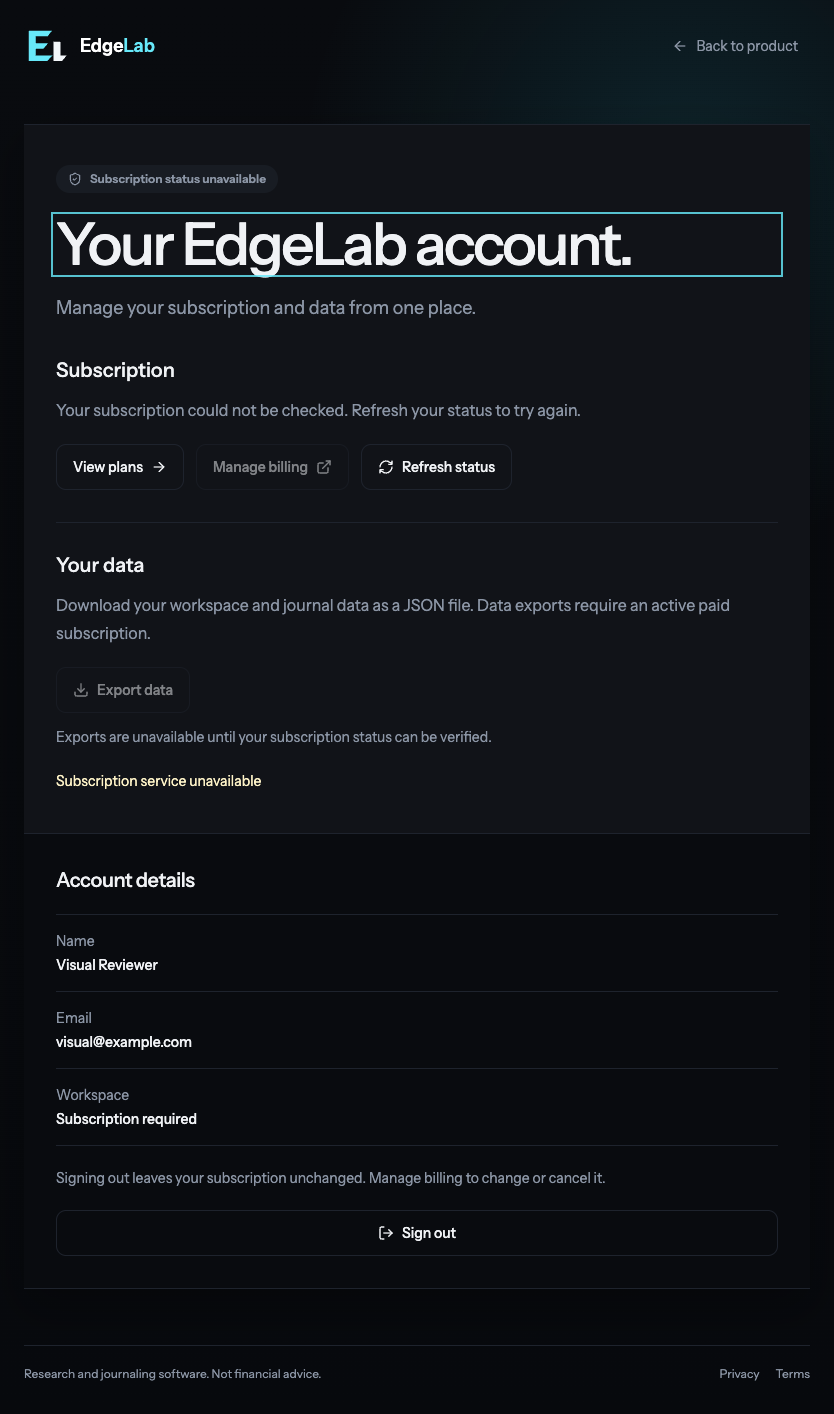 EdgeLab
Back to product
Subscription status unavailable
Your EdgeLab account.
Manage your subscription and data from one place.
Subscription
Your subscription could not be checked. Refresh your status to try again.
View plans
Manage billing
Refresh status
Your data
Download your workspace and journal data as a JSON file. Data exports require an active paid
subscription.
Export data
Exports are unavailable until your subscription status can be verified.
Subscription service unavailable
Account details
Name
Visual Reviewer
Email
visual@example.com
Workspace
Subscription required
Signing out leaves your subscription unchanged. Manage billing to change or cancel it.
Sign out
Research and journaling software. Not financial advice.
Privacy
Terms